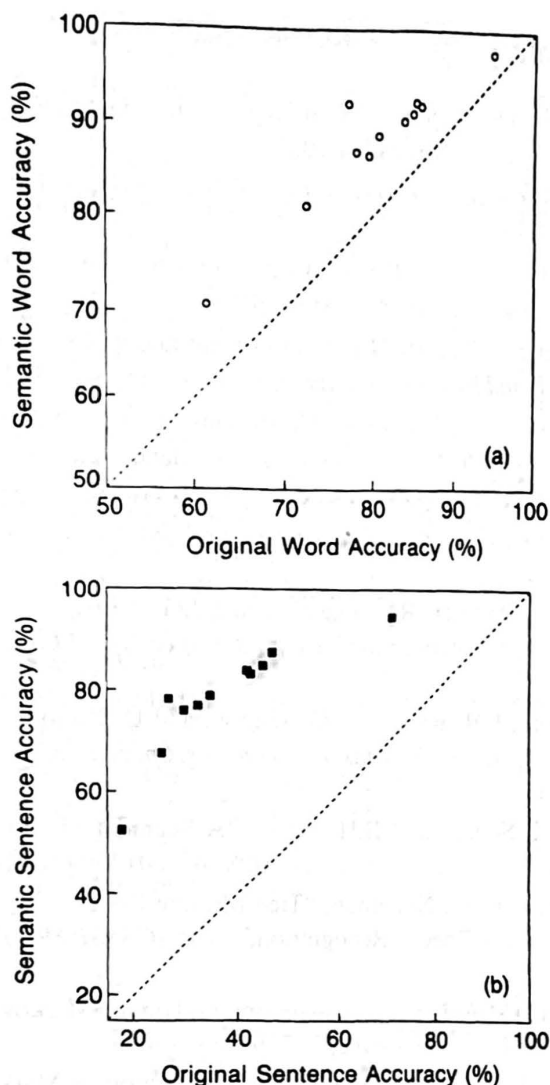 100
90
80
70
60
50
Semantic Word Accuracy (%)
(a)
50 60 70 80 90 100
Original Word Accuracy (%)
100
80
60
40
20
Semantic Sentence Accuracy (%)
(b)
20 40 60 80 100
Original Sentence Accuracy (%)